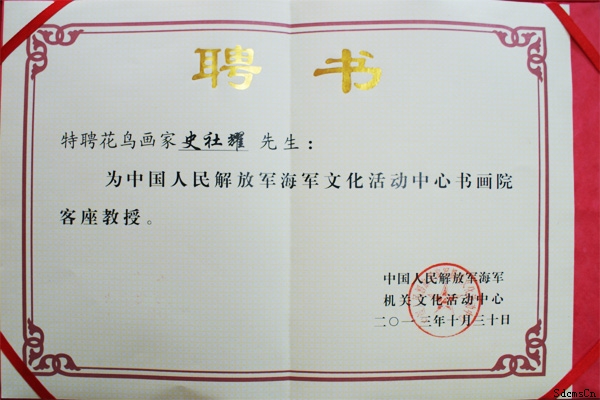 聘书
特聘花鸟画家史社耀先生：
为中国人民解放军海军文化活动中心书画院
客座教授。
中国人民解放军海军
机关文化活动中心
二〇一三年十月三十日
SdcmsCn